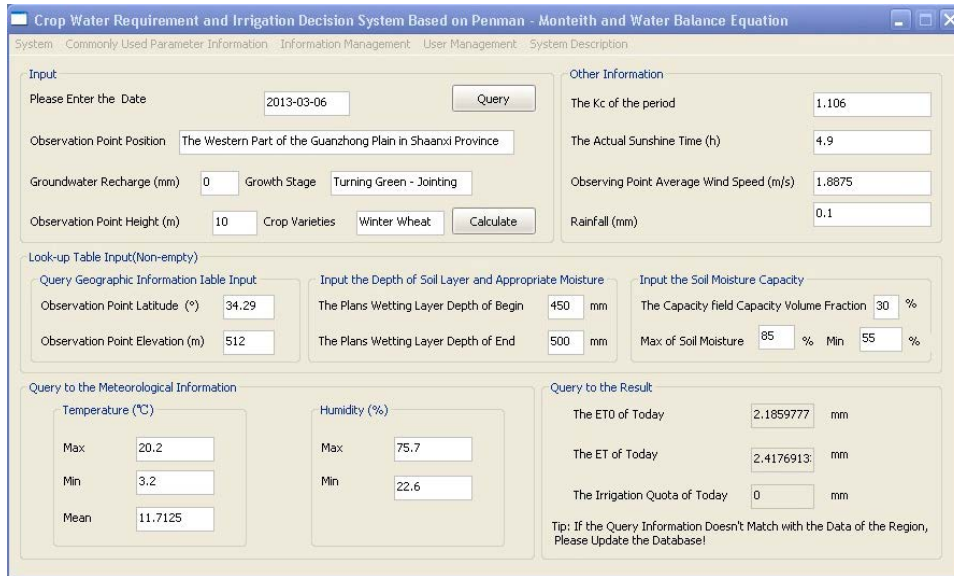 Crop Water Requirement and Irrigation Decision System Based on Penman - Monteith and Water Balance Equation
System Commonly Used Parameter Information Information Management User Management System Description
Input
Please Enter the Date 2013-03-06 Query
Observation Point Position The Western Part of the Guanzhong Plain in Shaanxi Province
Groundwater Recharge (mm) 0 Growth Stage Turning Green - Jointing
Observation Point Height (m) 10 Crop Varieties Winter Wheat Calculate
Other Information
The Kc of the period 1.106
The Actual Sunshine Time (h) 4.9
Observing Point Average Wind Speed (m/s) 1.8875
Rainfall (mm) 0.1
Look-up Table Input(Non-empty)
Query Geographic Information Iable Input
Observation Point Latitude (°) 34.29
Observation Point Elevation (m) 512
Input the Depth of Soil Layer and Appropriate Moisture
The Plans Wetting Layer Depth of Begin 450 mm
The Plans Wetting Layer Depth of End 500 mm
Input the Soil Moisture Capacity
The Capacity field Capacity Volume Fraction 30 %
Max of Soil Moisture 85 % Min 55 %
Query to the Meteorological Information
Temperature (℃)
Max 20.2
Min 3.2
Mean 11.7125
Humidity (%)
Max 75.7
Min 22.6
Query to the Result
The ET0 of Today 2.1859777 mm
The ET of Today 2.4176913 mm
The Irrigation Quota of Today 0 mm
Tip: If the Query Information Doesn't Match with the Data of the Region,
Please Update the Database!